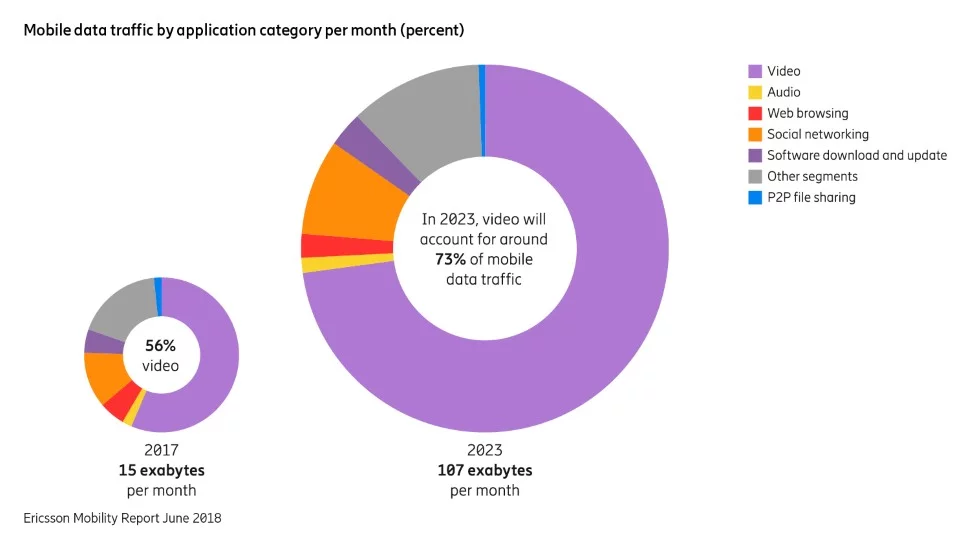 Mobile data traffic by application category per month (percent)
Video
Audio
Web browsing
Social networking
Software download and update
Other segments
P2P file sharing
In 2023, video will
account for around
73% of mobile
data traffic
56%
video
2017
15 exabytes
per month
2023
107 exabytes
per month
Ericsson Mobility Report June 2018